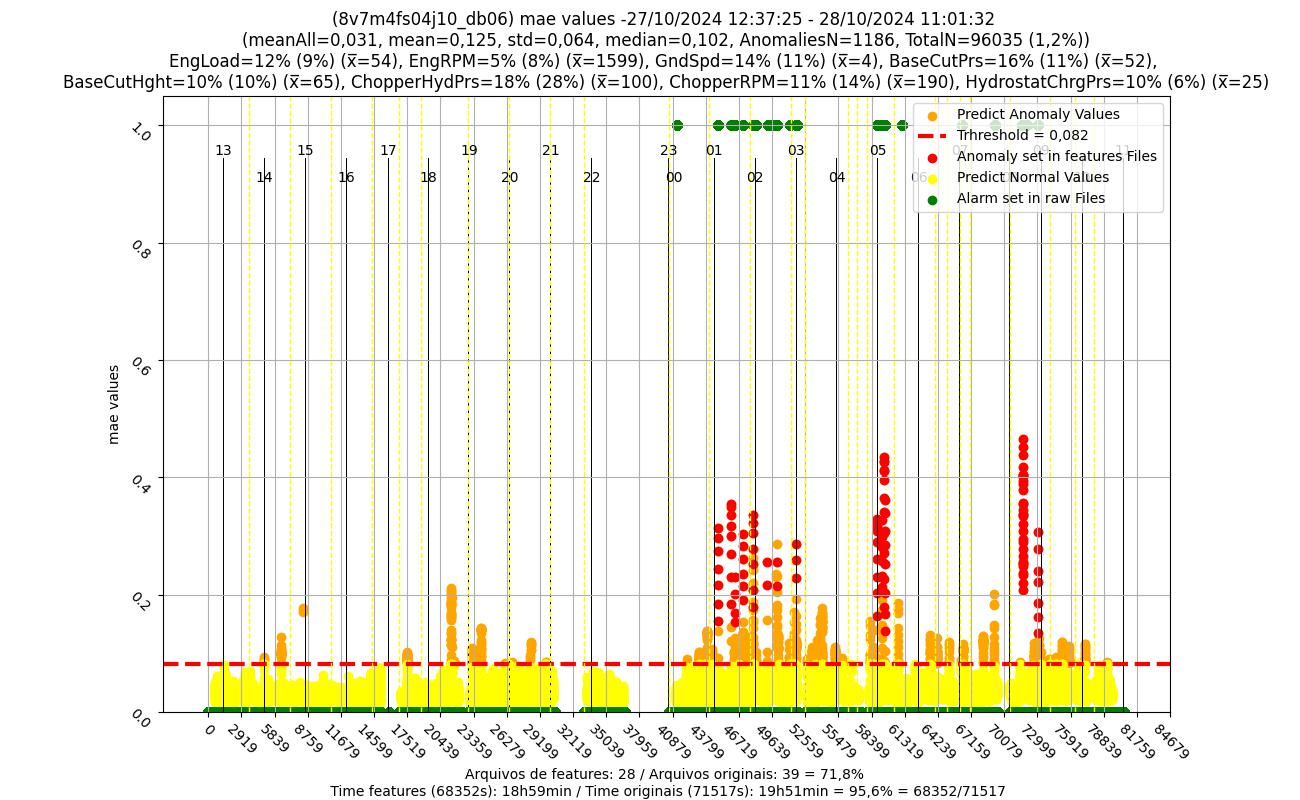 (8v7m4fs04j10_db06) mae values -27/10/2024 12:37:25 - 28/10/2024 11:01:32
(meanAll=0,031, mean=0,125, std=0,064, median=0,102, AnomaliesN=1186, TotalN=96035 (1,2%))
EngLoad=12% (9%) (x̅=54), EngRPM=5% (8%) (x̅=1599), GndSpd=14% (11%) (x̅=4), BaseCutPrs=16% (11%) (x̅=52),
BaseCutHght=10% (10%) (x̅=65), ChopperHydPrs=18% (28%) (x̅=100), ChopperRPM=11% (14%) (x̅=190), HydrostatChrgPrs=10% (6%) (x̅=25)
Predict Anomaly Values
Trhreshold = 0,082
Anomaly set in features Files
Predict Normal Values
Alarm set in raw Files
13 15 17 19 21 23 01 03 05 07 09 11
14 16 18 20 22 00 02 04 06
mae values
1.0
0.8
0.6
0.4
0.2
0.0
0 2919 5839 8759 11679 14599 17519 20439 23359 26279 29199 32119 35039 37959 40879 43799 46719 49639 52559 55479 58399 61319 64239 67159 70079 72999 75919 78839 81759 84679
Arquivos de features: 28 / Arquivos originais: 39 = 71,8%
Time features (68352s): 18h59min / Time originais (71517s): 19h51min = 95,6% = 68352/71517